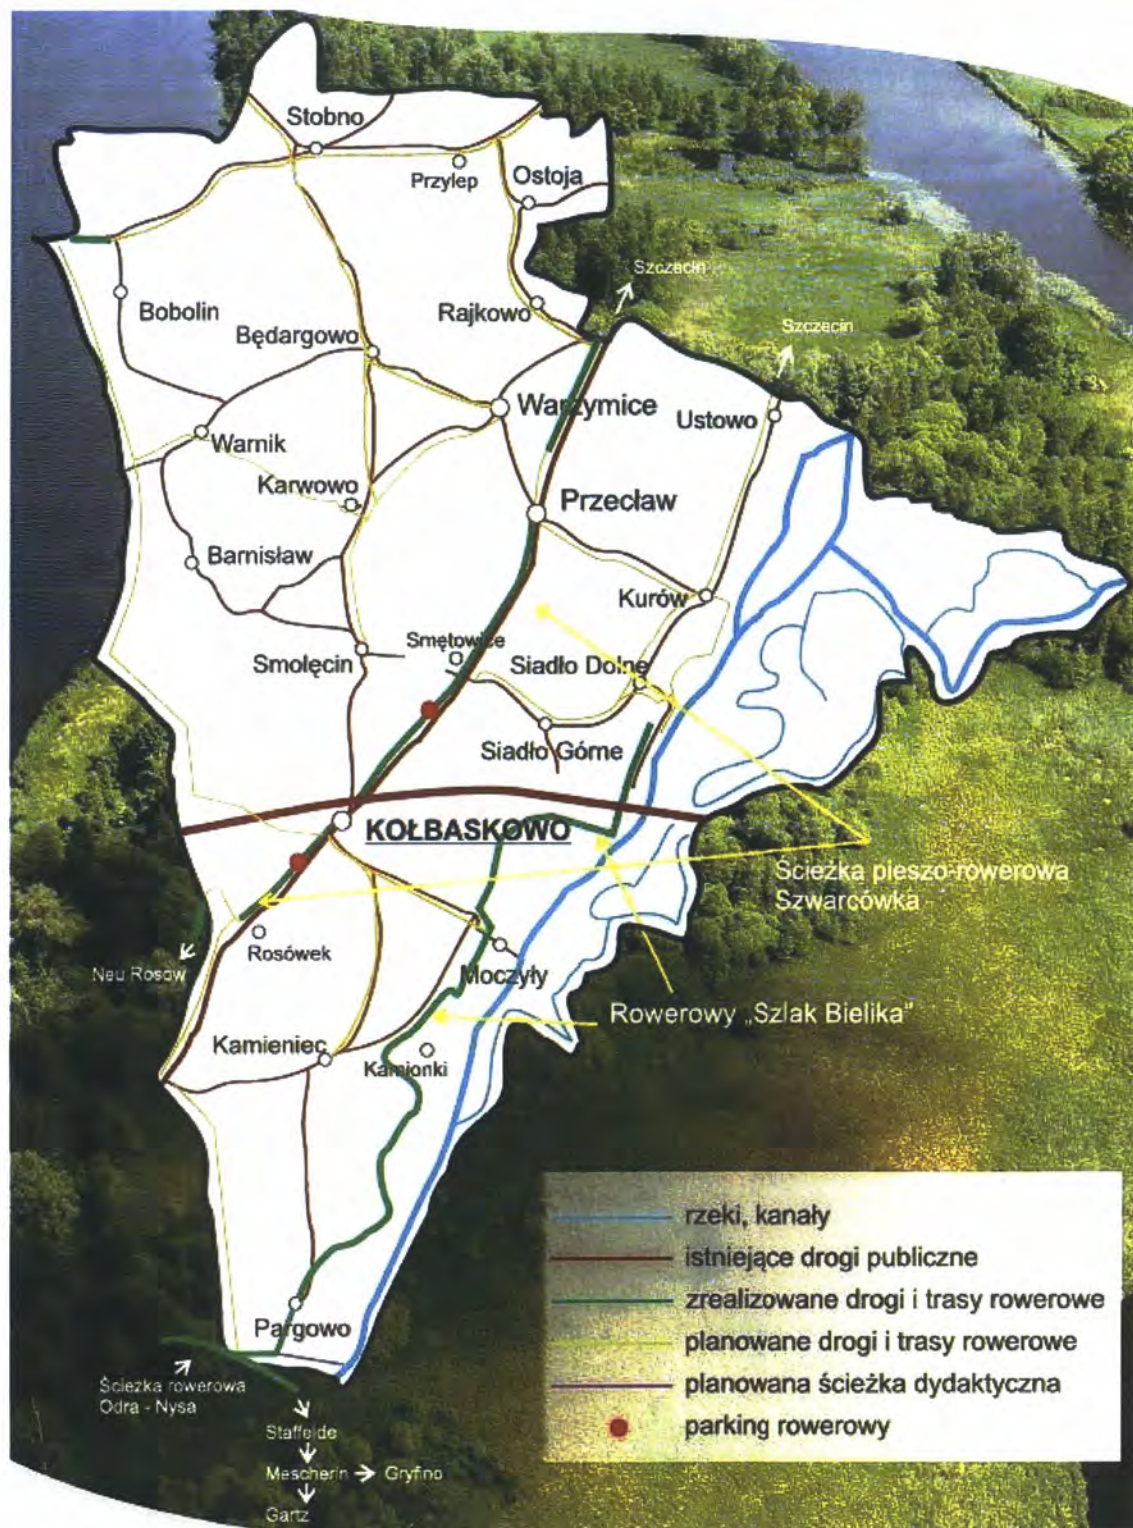 Stobno
Przylep
Ostoja
Szczecin
Bobolin
Rajkowo
Będargowo
Szczecin
Warzymice
Ustowo
Warnik
Karwowo
Przecław
Barnisław
Kurów
Smętowice
Smolęcin
Siadło Dolne
Siadło Górne
KOŁBASKOWO
Ścieżka pieszo-rowerowa
Szwarcówka
Rosówek
Neu Rosow
Moczyły
Rowerowy „Szlak Bielika”
Kamieniec
Kamionki
rzeki, kanały
istniejące drogi publiczne
zrealizowane drogi i trasy rowerowe
planowane drogi i trasy rowerowe
planowana ścieżka dydaktyczna
parking rowerowy
Pargowo
Ścieżka rowerowa
Odra - Nysa
Staffelde
Mescherin
Gryfino
Gartz